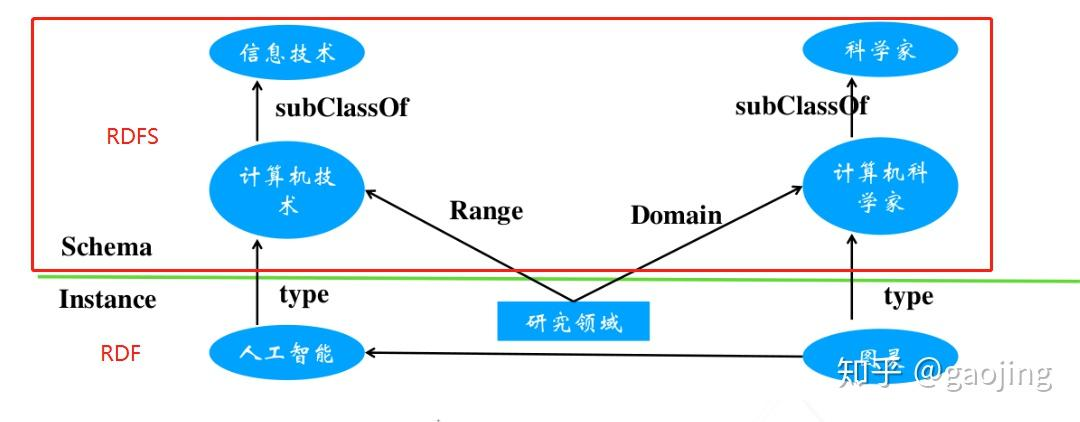 信息技术
科学家
subClassOf
subClassOf
RDFS
计算机技
术
计算机科
学家
Range
Domain
Schema
Instance
type
type
研究领域
RDF
人工智能
图灵
知乎 @gaojing